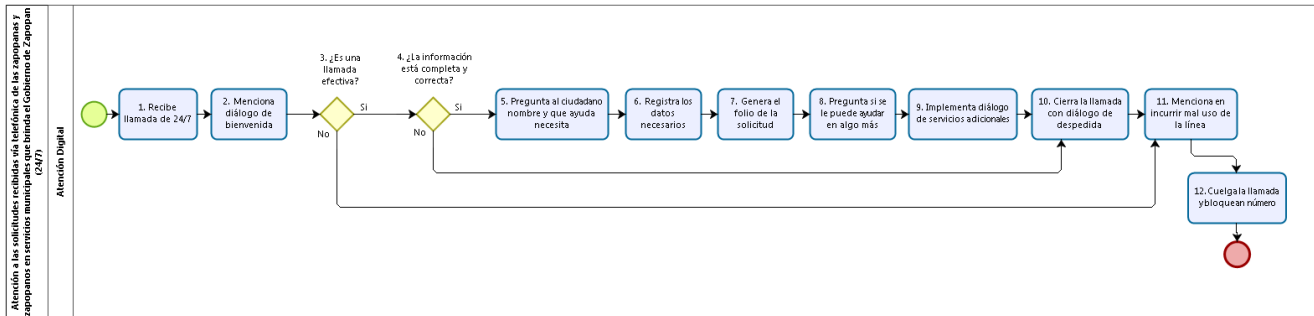 Atención a las solicitudes recibidas vía telefónica de las zapopanas y
zapopanos en servicios municipales que brinda el Gobierno de Zapopan
(24/7)
Atención Digital
1. Recibe
llamada de 24/7
2. Menciona
diálogo de
bienvenida
3. ¿Es una
llamada
efectiva?
Si
No
4. ¿La información
está completa y
correcta?
Si
No
5. Pregunta al ciudadano
nombre y que ayuda
necesita
6. Registra los
datos
necesarios
7. Genera el
folio de la
solicitud
8. Pregunta si se
le puede ayudar
en algo más
9. Implementa diálogo
de servicios adicionales
10. Cierra la llamada
con diálogo de
despedida
11. Menciona en
incurrir mal uso de
la línea
12. Cuelga la llamada
y bloquean número